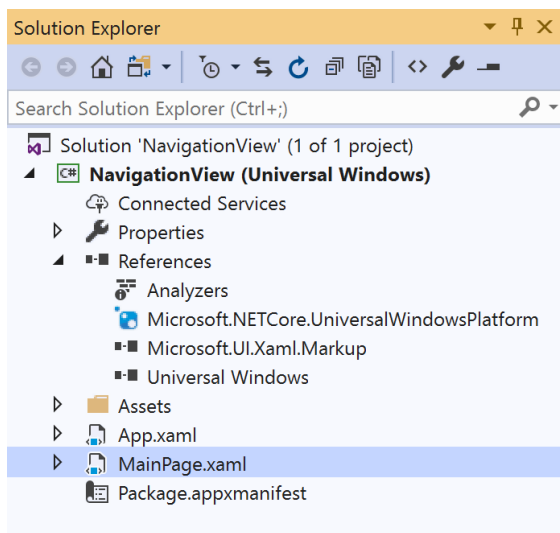 Solution Explorer
Search Solution Explorer (Ctrl+;)
Solution 'NavigationView' (1 of 1 project)
C# NavigationView (Universal Windows)
Connected Services
Properties
References
Analyzers
Microsoft.NETCore.UniversalWindowsPlatform
Microsoft.UI.Xaml.Markup
Universal Windows
Assets
App.xaml
MainPage.xaml
Package.appxmanifest